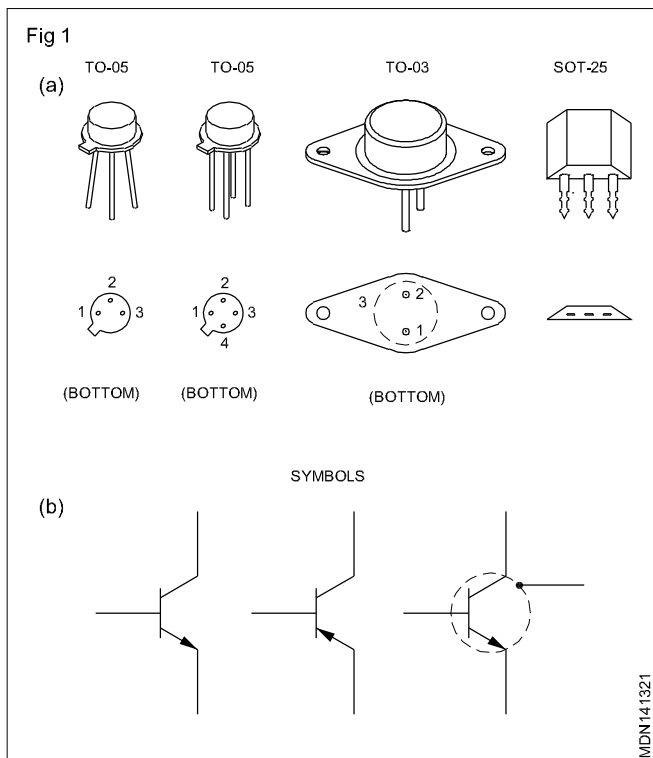 Fig 1
TO-05 TO-05 TO-03 SOT-25
(a)
2 2
1 3 1 3 3 2
4 1
(BOTTOM) (BOTTOM) (BOTTOM)
SYMBOLS
(b)
MDN141321